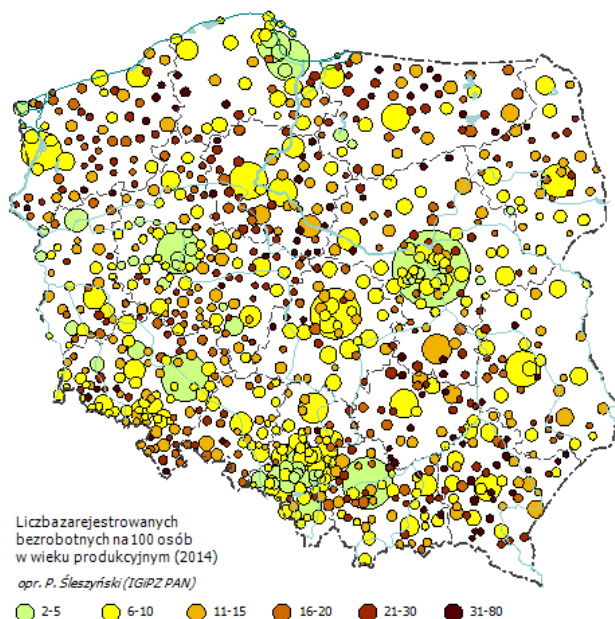 Liczbazarejestrowanych
bezrobotnych na 100 osób
w wieku produkcyjnym (2014)
opr. P. Śleszyński (IGiPZ PAN)
2-5 6-10 11-15 16-20 21-30 31-80